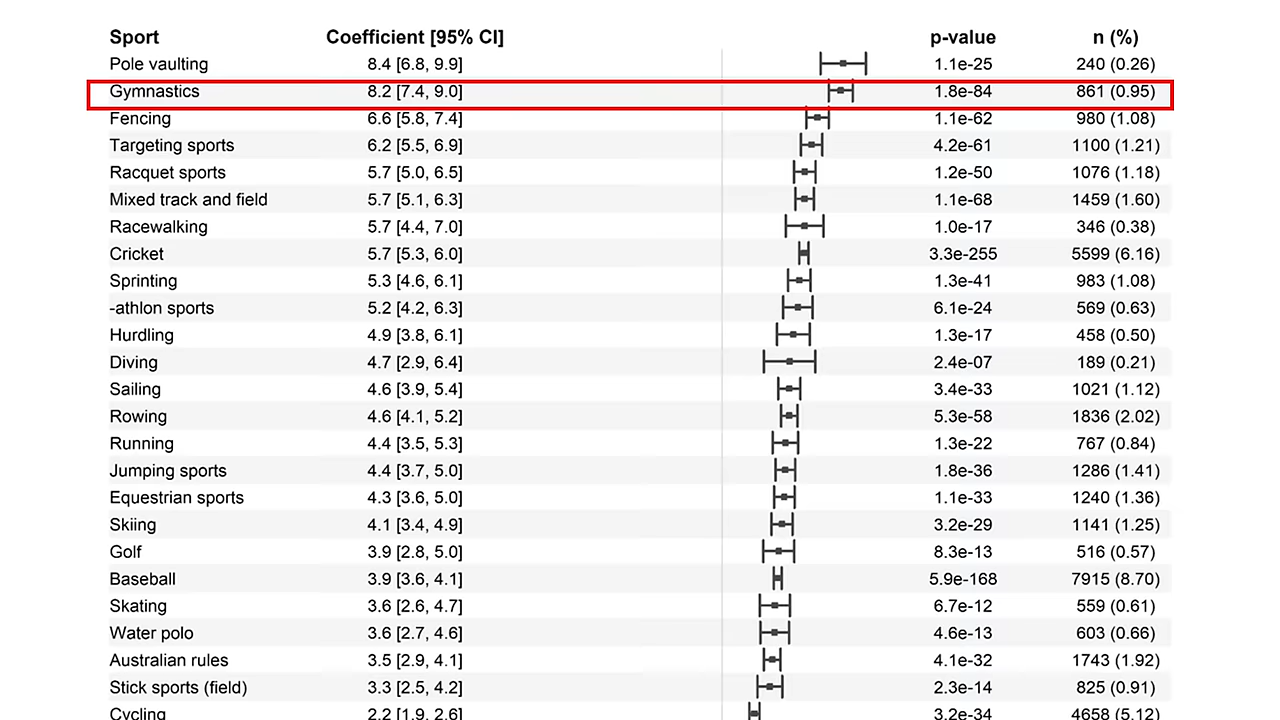 Sport Coefficient [95% CI] p-value n (%)
Pole vaulting 8.4 [6.8, 9.9] 1.1e-25 240 (0.26)
Gymnastics 8.2 [7.4, 9.0] 1.8e-84 861 (0.95)
Fencing 6.6 [5.8, 7.4] 1.1e-62 980 (1.08)
Targeting sports 6.2 [5.5, 6.9] 4.2e-61 1100 (1.21)
Racquet sports 5.7 [5.0, 6.5] 1.2e-50 1076 (1.18)
Mixed track and field 5.7 [5.1, 6.3] 1.1e-68 1459 (1.60)
Racewalking 5.7 [4.4, 7.0] 1.0e-17 346 (0.38)
Cricket 5.7 [5.3, 6.0] 3.3e-255 5599 (6.16)
Sprinting 5.3 [4.6, 6.1] 1.3e-41 983 (1.08)
-athlon sports 5.2 [4.2, 6.3] 6.1e-24 569 (0.63)
Hurdling 4.9 [3.8, 6.1] 1.3e-17 458 (0.50)
Diving 4.7 [2.9, 6.4] 2.4e-07 189 (0.21)
Sailing 4.6 [3.9, 5.4] 3.4e-33 1021 (1.12)
Rowing 4.6 [4.1, 5.2] 5.3e-58 1836 (2.02)
Running 4.4 [3.5, 5.3] 1.3e-22 767 (0.84)
Jumping sports 4.4 [3.7, 5.0] 1.8e-36 1286 (1.41)
Equestrian sports 4.3 [3.6, 5.0] 1.1e-33 1240 (1.36)
Skiing 4.1 [3.4, 4.9] 3.2e-29 1141 (1.25)
Golf 3.9 [2.8, 5.0] 8.3e-13 516 (0.57)
Baseball 3.9 [3.6, 4.1] 5.9e-168 7915 (8.70)
Skating 3.6 [2.6, 4.7] 6.7e-12 559 (0.61)
Water polo 3.6 [2.7, 4.6] 4.6e-13 603 (0.66)
Australian rules 3.5 [2.9, 4.1] 4.1e-32 1743 (1.92)
Stick sports (field) 3.3 [2.5, 4.2] 2.3e-14 825 (0.91)
Cycling 2.2 [1.9, 2.6] 3.2e-34 4658 (5.12)